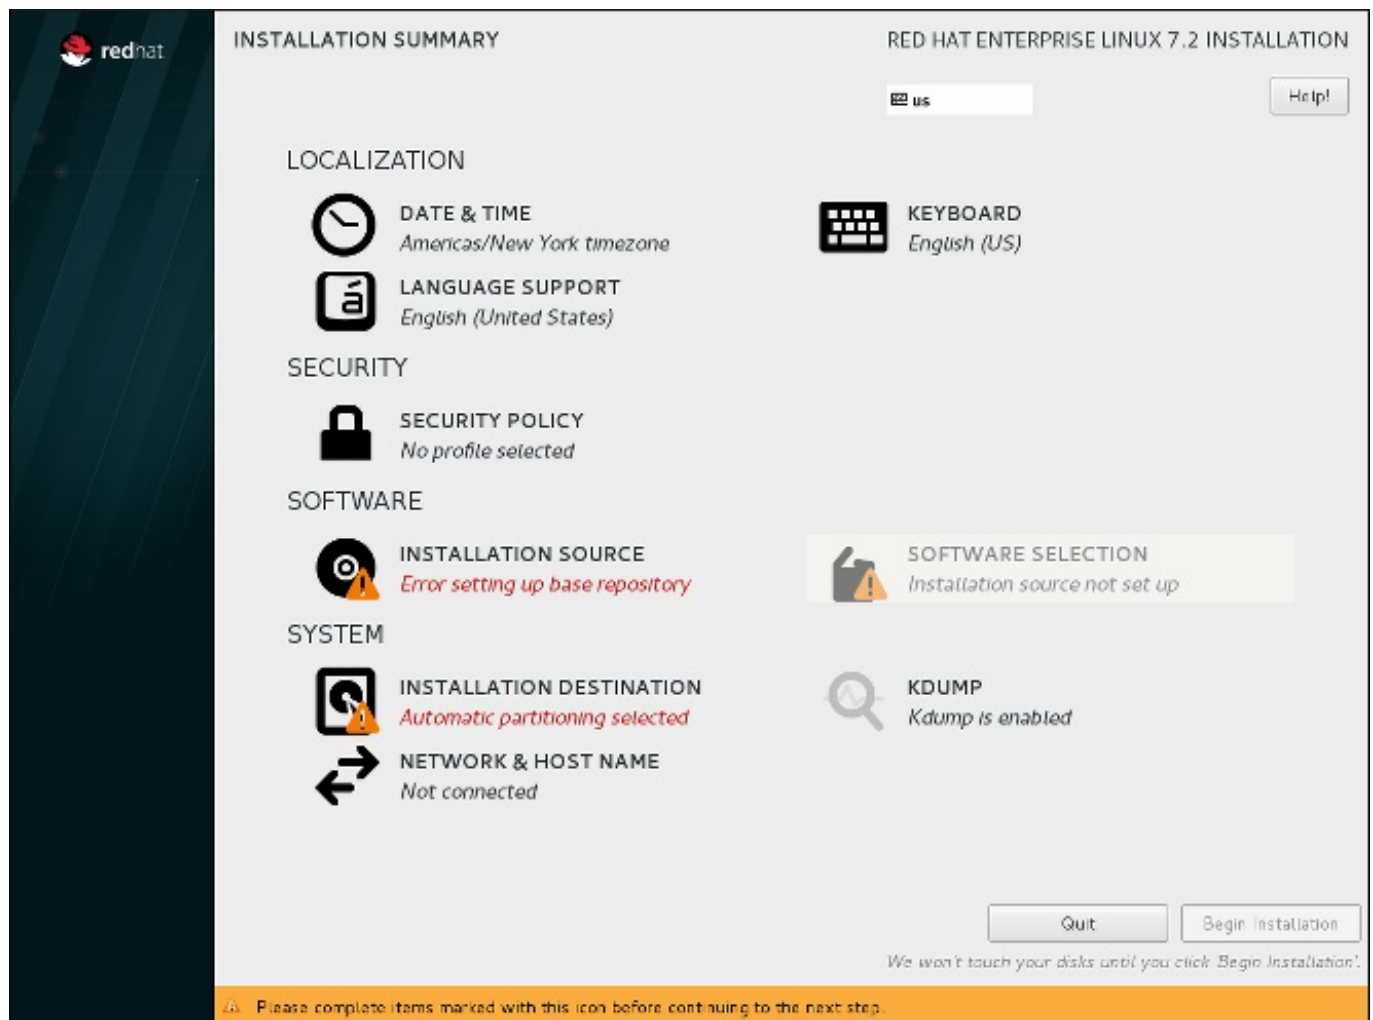 redhat
INSTALLATION SUMMARY
RED HAT ENTERPRISE LINUX 7.2 INSTALLATION
us
Help!
LOCALIZATION
DATE & TIME
Americas/New York timezone
KEYBOARD
English (US)
á
LANGUAGE SUPPORT
English (United States)
SECURITY
SECURITY POLICY
No profile selected
SOFTWARE
INSTALLATION SOURCE
Error setting up base repository
SOFTWARE SELECTION
Installation source not set up
SYSTEM
INSTALLATION DESTINATION
Automatic partitioning selected
KDUMP
Kdump is enabled
NETWORK & HOST NAME
Not connected
Quit
Begin Installation
We won't touch your disks until you click 'Begin Installation'.
Please complete items marked with this icon before continuing to the next step.